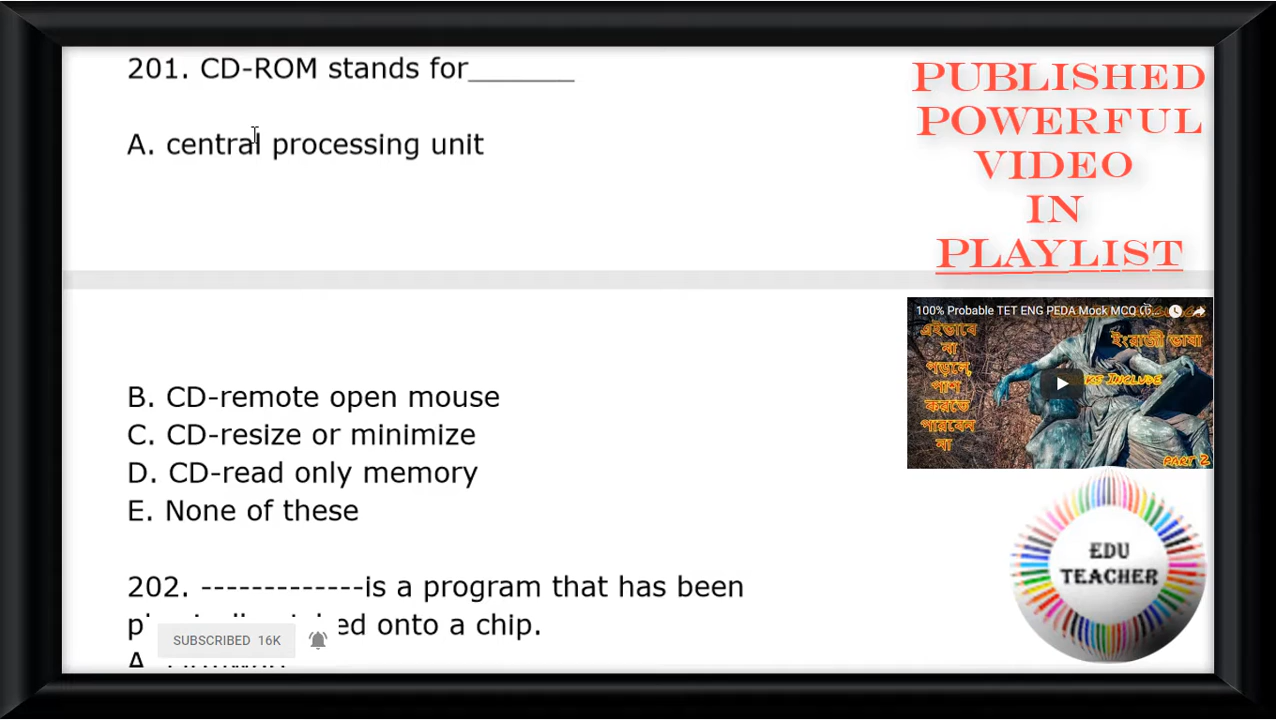 201. CD-ROM stands for_______
A. central processing unit
B. CD-remote open mouse
C. CD-resize or minimize
D. CD-read only memory
E. None of these
202. -------------is a program that has been
onto a chip.
A.
SUBSCRIBED 16K
PUBLISHED
POWERFUL
VIDEO
IN
PLAYLIST
100% Probable TET ENG PEDA Mock MCQ
এইভাবে
না
পড়লে,
পাশ
করতে
পারবেন
না
ইংরাজী ভাষা
INCLUDE
PART 2
EDU
TEACHER